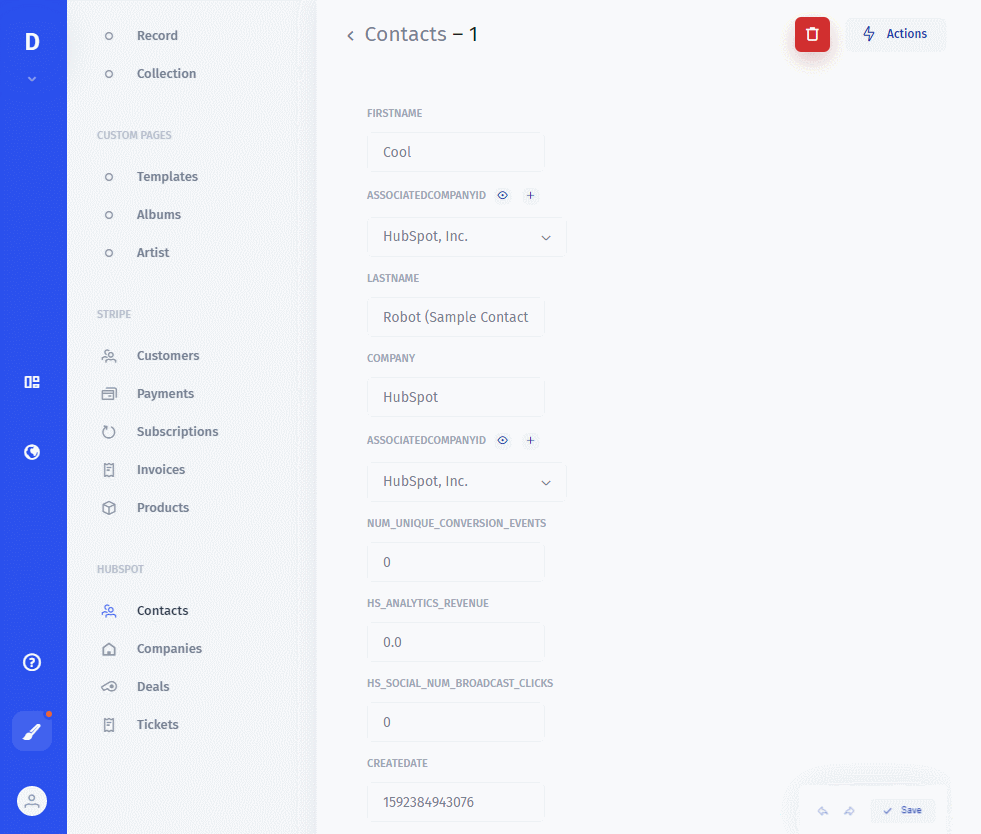 D
Record
Collection
CUSTOM PAGES
Templates
Albums
Artist
STRIPE
Customers
Payments
Subscriptions
Invoices
Products
HUBSPOT
Contacts
Companies
Deals
Tickets
Contacts – 1
Actions
FIRSTNAME
Cool
ASSOCIATEDCOMPANYID
HubSpot, Inc.
LASTNAME
Robot (Sample Contact
COMPANY
HubSpot
ASSOCIATEDCOMPANYID
HubSpot, Inc.
NUM_UNIQUE_CONVERSION_EVENTS
0
HS_ANALYTICS_REVENUE
0.0
HS_SOCIAL_NUM_BROADCAST_CLICKS
0
CREATEDATE
1592384943076
Save